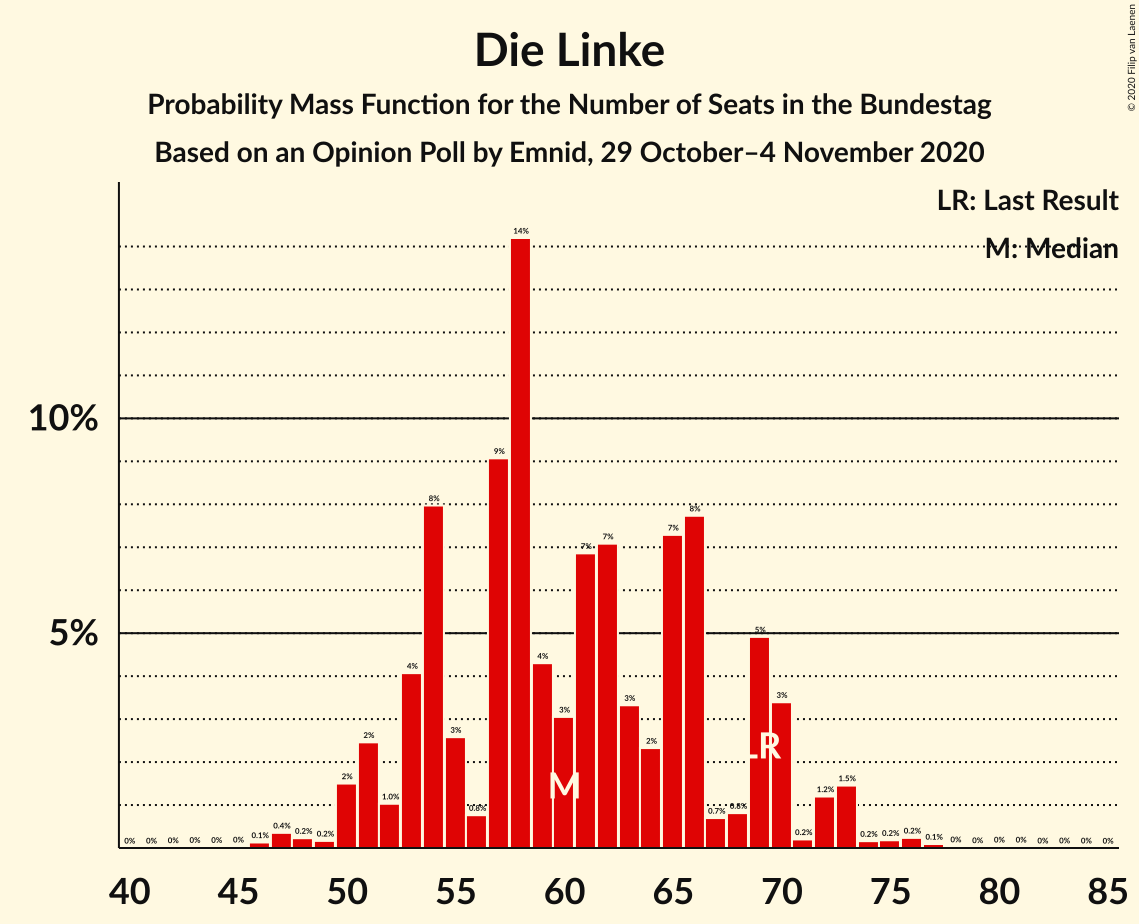 Die Linke
Probability Mass Function for the Number of Seats in the Bundestag
Based on an Opinion Poll by Emnid, 29 October–4 November 2020
© 2020 Filip van Laenen
LR: Last Result
M: Median
10%
5%
0% 0% 0% 0% 0% 0% 0.1% 0.4% 0.2% 0.2% 2% 2% 1.0% 4% 8% 3% 0.8% 9% 14% 4% 3% 7% 7% 3% 2% 7% 8% 0.7% 0.8% 5% 3% 0.2% 1.2% 1.5% 0.2% 0.2% 0.2% 0.1% 0% 0% 0% 0% 0% 0% 0% 0%
LR
M
40 45 50 55 60 65 70 75 80 85